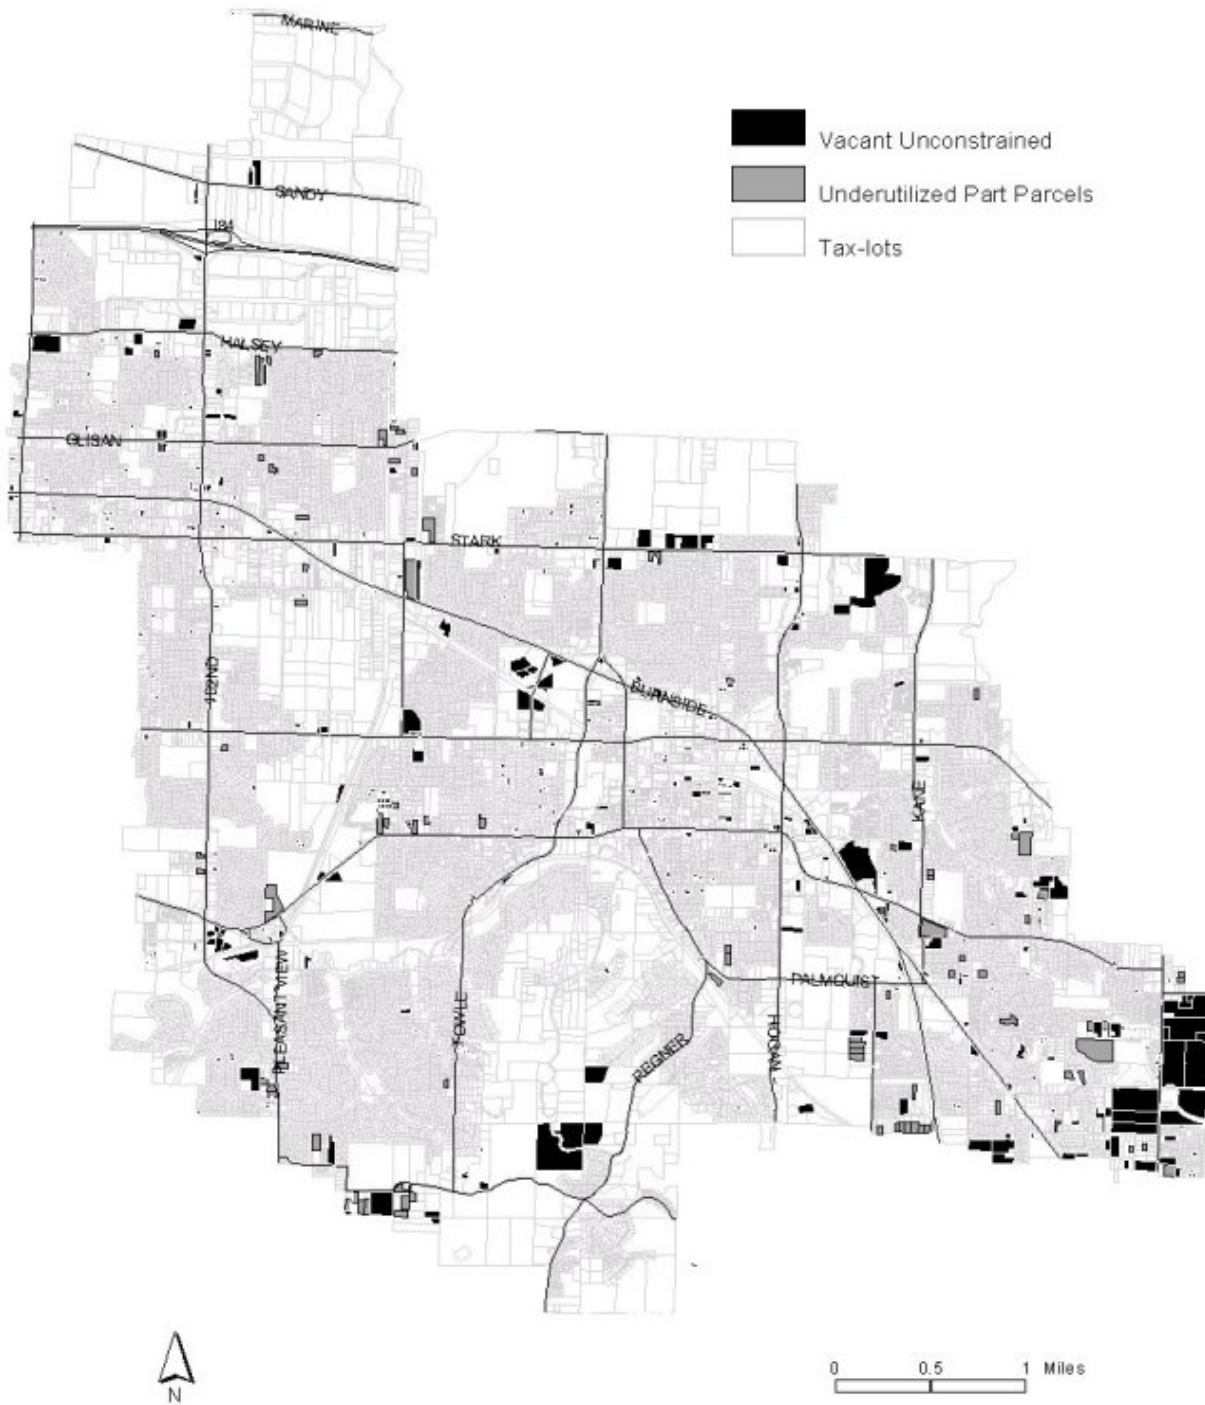 MARINE
Vacant Unconstrained
SANDY
Underutilized Part Parcels
I84
Tax-lots
HALSEY
GLISAN
STARK
182ND
BURNSIDE
KANE
PALMQUIST
PLEASANT VIEW
TOWLE
HOGAN
REGNER
N
0 0.5 1 Miles